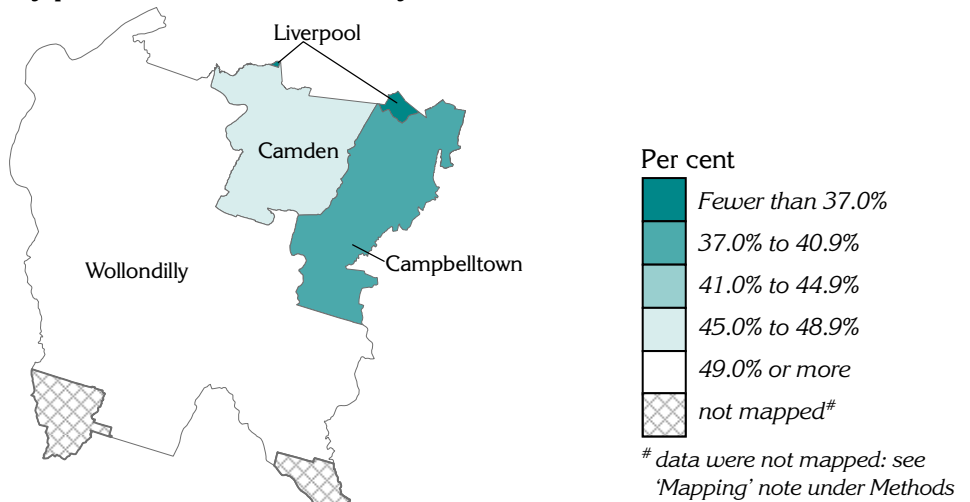 Liverpool
Camden
Wollondilly
Campbelltown
Per cent
Fewer than 37.0%
37.0% to 40.9%
41.0% to 44.9%
45.0% to 48.9%
49.0% or more
not mapped#
# data were not mapped: see
'Mapping' note under Methods